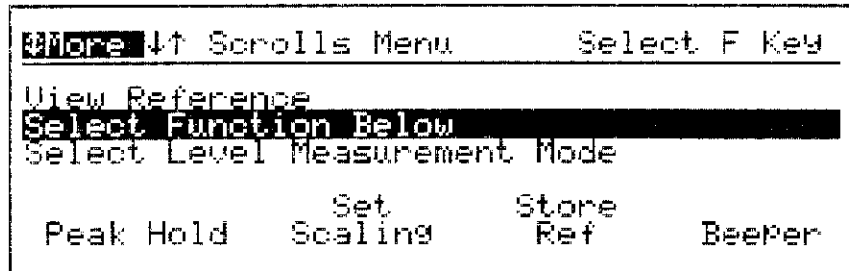 More ↓↑ Scrolls Menu Select F Key
View Reference
Select Function Below
Select Level Measurement Mode
Set Store
Peak Hold Scaling Ref Beeper